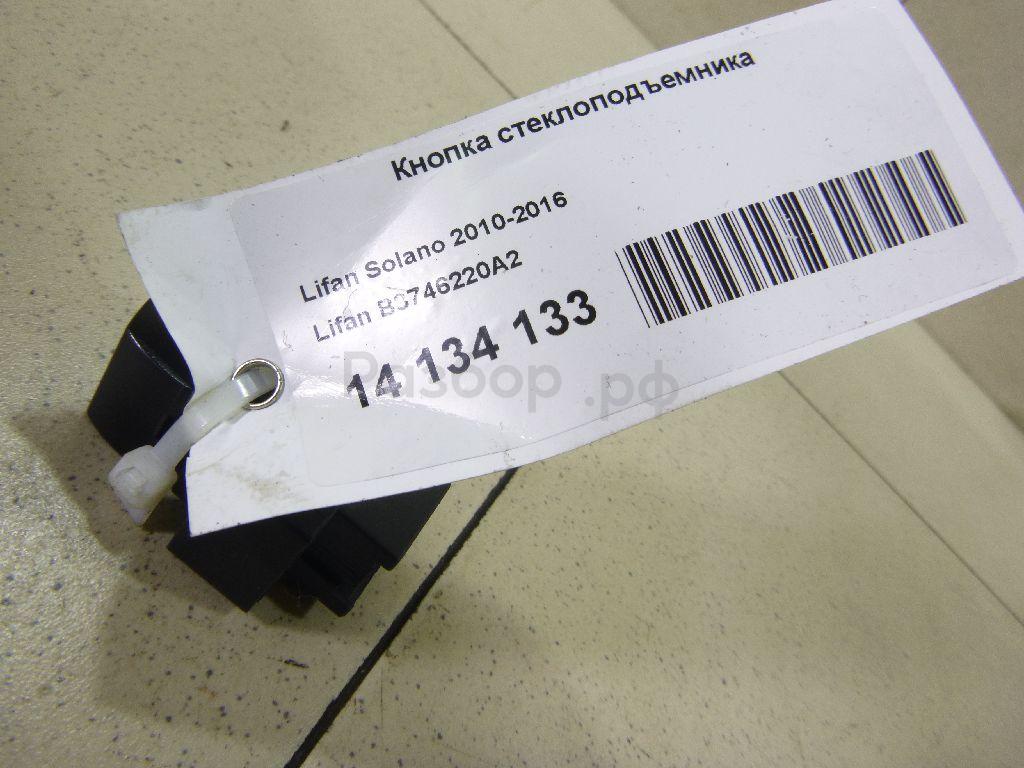 Кнопка стеклоподъемника
Lifan Solano 2010-2016
Lifan B3746220A2
14 134 133
Разбор .рф